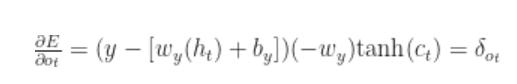 ∂E/∂o_t = (y − [w_y(h_t) + b_y])(−w_y)tanh(c_t) = δ_{o_t}